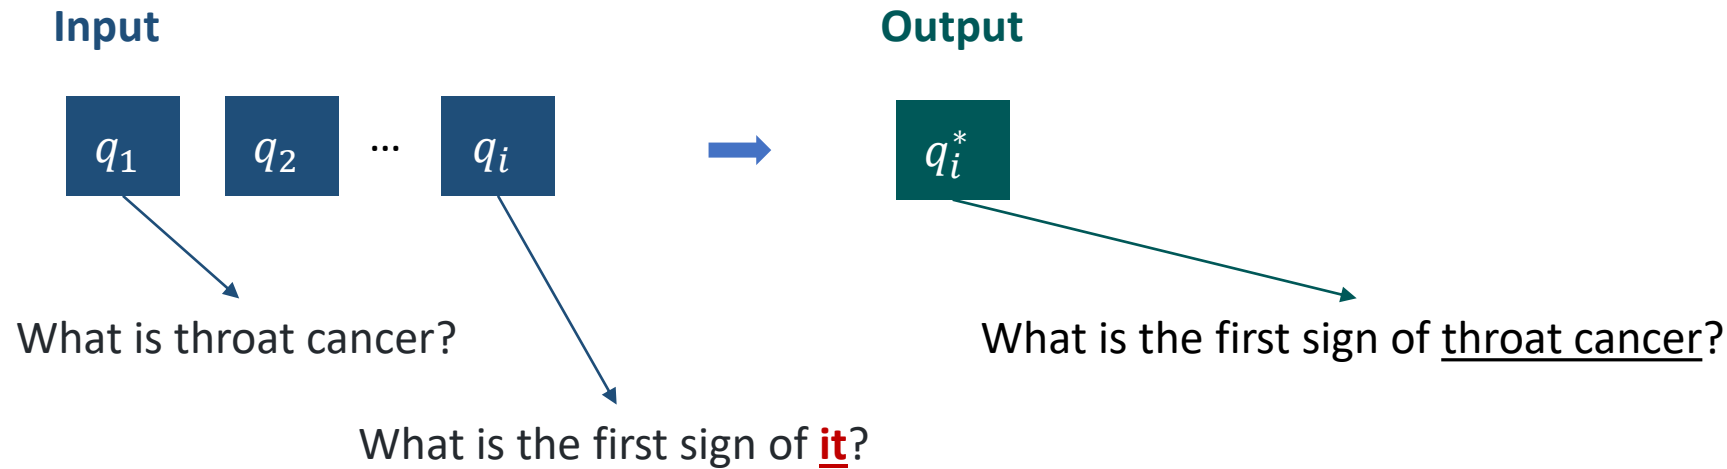 Input Output
q₁ q₂ ... qᵢ qᵢ*
What is throat cancer? What is the first sign of throat cancer?
What is the first sign of it?